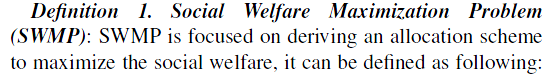 Definition 1. Social Welfare Maximization Problem
(SWMP): SWMP is focused on deriving an allocation scheme
to maximize the social welfare, it can be defined as following: